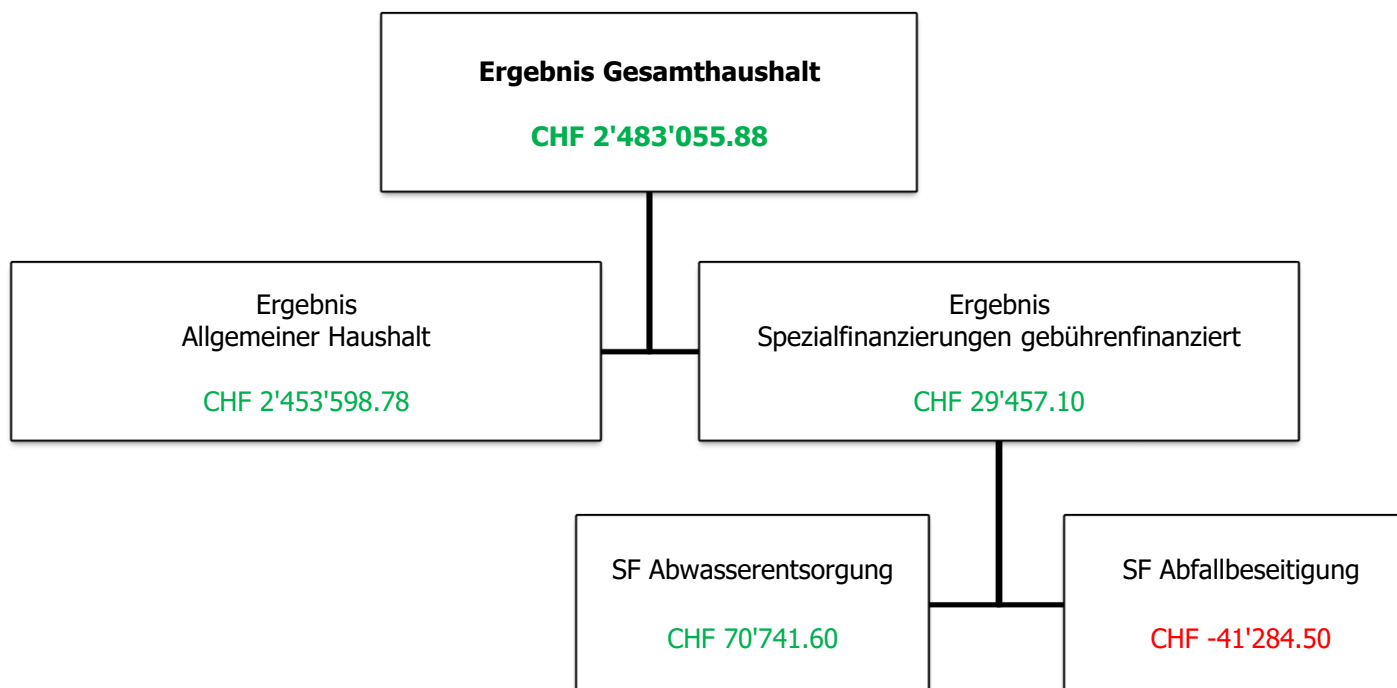 Ergebnis Gesamthaushalt
CHF 2'483'055.88
Ergebnis
Allgemeiner Haushalt
CHF 2'453'598.78
Ergebnis
Spezialfinanzierungen gebührenfinanziert
CHF 29'457.10
SF Abwasserentsorgung
CHF 70'741.60
SF Abfallbeseitigung
CHF -41'284.50